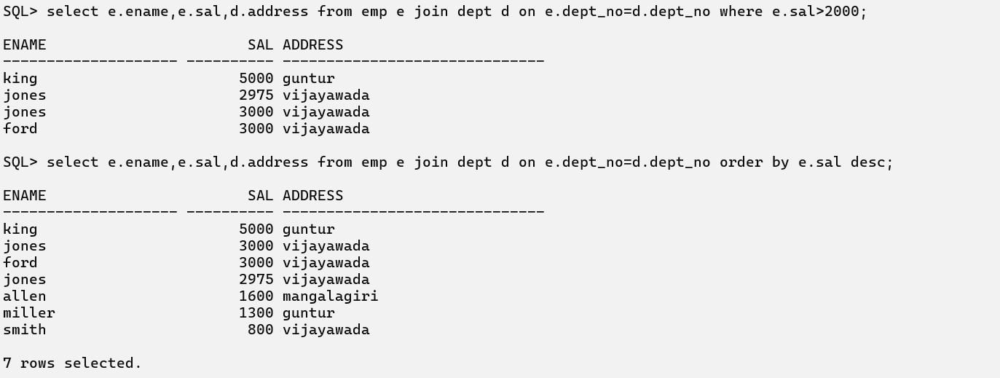 SQL> select e.ename,e.sal,d.address from emp e join dept d on e.dept_no=d.dept_no where e.sal>2000;
ENAME                       SAL ADDRESS
-------------------- ---------- ------------------------------
king                       5000 guntur
jones                      2975 vijayawada
jones                      3000 vijayawada
ford                       3000 vijayawada
SQL> select e.ename,e.sal,d.address from emp e join dept d on e.dept_no=d.dept_no order by e.sal desc;
ENAME                       SAL ADDRESS
-------------------- ---------- ------------------------------
king                       5000 guntur
jones                      3000 vijayawada
ford                       3000 vijayawada
jones                      2975 vijayawada
allen                      1600 mangalagiri
miller                     1300 guntur
smith                       800 vijayawada
7 rows selected.